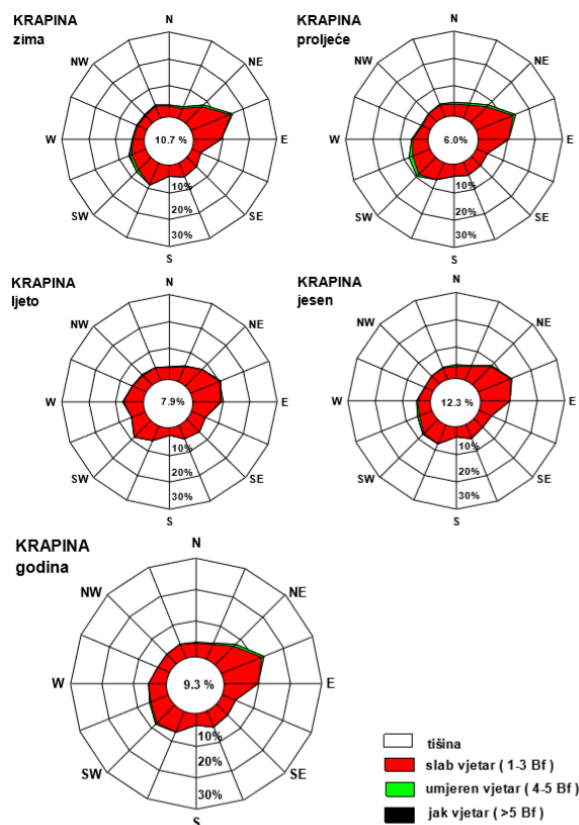 KRAPINA
zima
N
NW
NE
W
10.7 %
E
10%
SW
20%
SE
30%
S
KRAPINA
proljeće
N
NW
NE
W
6.0%
E
10%
SW
20%
SE
30%
S
KRAPINA
ljeto
N
NW
NE
W
7.9%
E
10%
SW
20%
SE
30%
S
KRAPINA
jesen
N
NW
NE
W
12.3 %
E
10%
SW
20%
SE
30%
S
KRAPINA
godina
N
NW
NE
W
9.3 %
E
10%
SW
20%
SE
30%
S
tišina
slab vjetar ( 1-3 Bf )
umjeren vjetar ( 4-5 Bf )
jak vjetar ( >5 Bf )